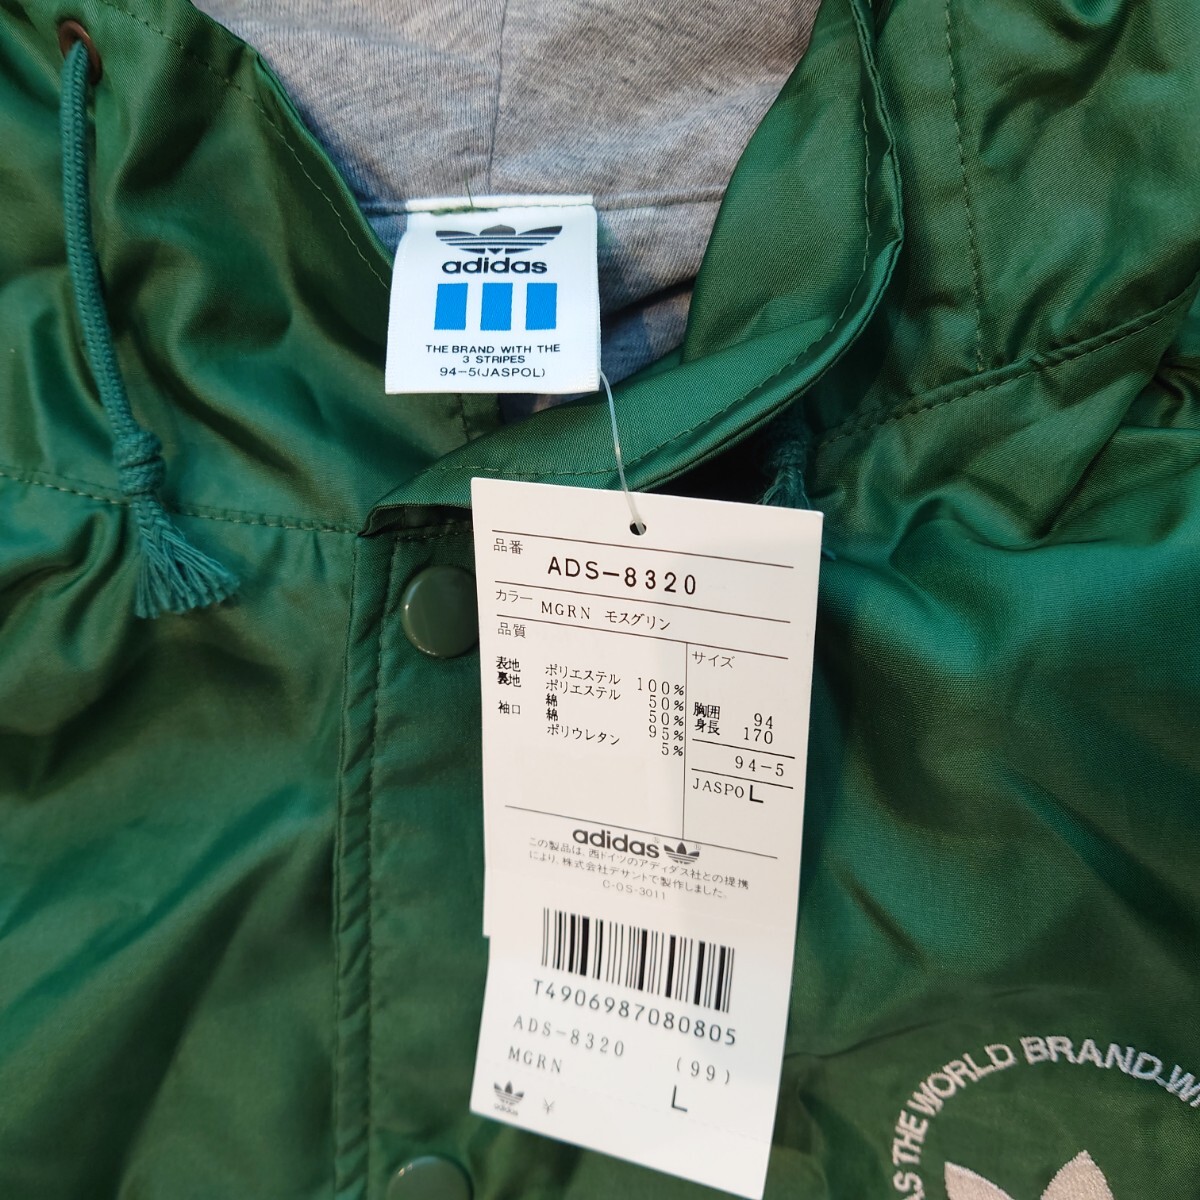 adidas
THE BRAND WITH THE
3 STRIPES
94-5(JASPOL)
品番 ADS-8320
カラー MGRN モスグリン
品質
サイズ
表地 ポリエステル 100%
裏地 ポリエステル 50%
綿 50%
袖口 綿 95%
ポリウレタン 5%
胸囲 94
身長 170
94-5
JASPO L
adidas
この製品は、西ドイツのアディダス社との提携
により、株式会社デサントで製作しました。
C-OS-3011
T4906987080805
ADS-8320 (99)
MGRN L
adidas ¥
AS THE WORLD BRAND WI